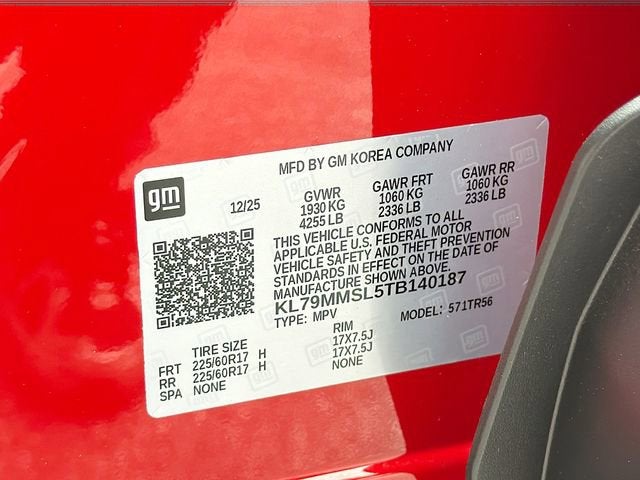 MFD BY GM KOREA COMPANY
gm
12/25
GVWR GAWR FRT GAWR RR
1930 KG 1060 KG 1060 KG
4255 LB 2336 LB 2336 LB
THIS VEHICLE CONFORMS TO ALL
APPLICABLE U.S. FEDERAL MOTOR
VEHICLE SAFETY AND THEFT PREVENTION
STANDARDS IN EFFECT ON THE DATE OF
MANUFACTURE SHOWN ABOVE.
KL79MMSL5TB140187
TYPE: MPV MODEL: 571TR56
TIRE SIZE RIM
FRT 225/60R17 H 17X7.5J
RR 225/60R17 H 17X7.5J
SPA NONE NONE